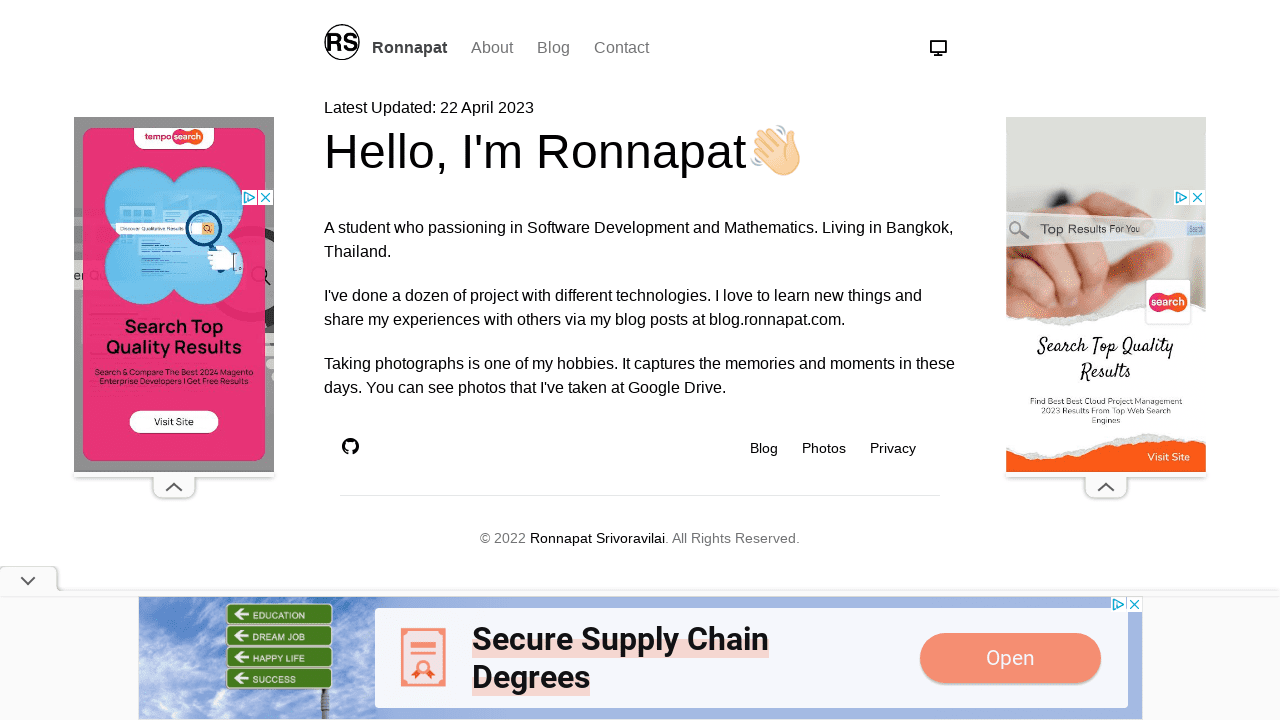 RS Ronnapat About Blog Contact
Latest Updated: 22 April 2023
Hello, I'm Ronnapat
A student who passioning in Software Development and Mathematics. Living in Bangkok,
Thailand.
I've done a dozen of project with different technologies. I love to learn new things and
share my experiences with others via my blog posts at blog.ronnapat.com.
Taking photographs is one of my hobbies. It captures the memories and moments in these
days. You can see photos that I've taken at Google Drive.
Blog Photos Privacy
© 2022 Ronnapat Srivoravilai. All Rights Reserved.
temposearch
Discover Qualitative Results
Search Top
Quality Results
Search & Compare The Best 2024 Magento
Enterprise Developers | Get Free Results
Visit Site
Top Results For You
Search
search
Search Top Quality
Results
Find Best Best Cloud Project Management
2023 Results From Top Web Search
Engines
Visit Site
EDUCATION
DREAM JOB
HAPPY LIFE
SUCCESS
Secure Supply Chain
Degrees
Open